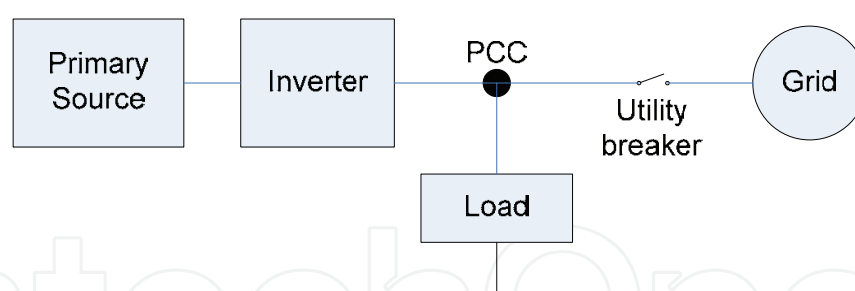 Primary
Source
Inverter
PCC
Utility
breaker
Grid
Load